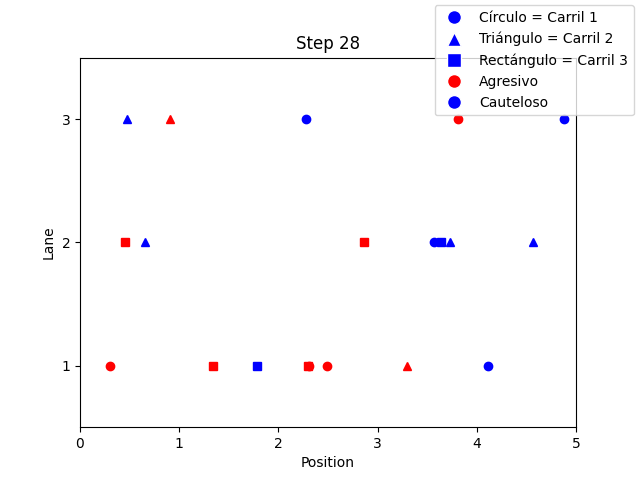 Step 28
Círculo = Carril 1
Triángulo = Carril 2
Rectángulo = Carril 3
Agresivo
Cauteloso
Lane
3
2
1
0 1 2 3 4 5
Position